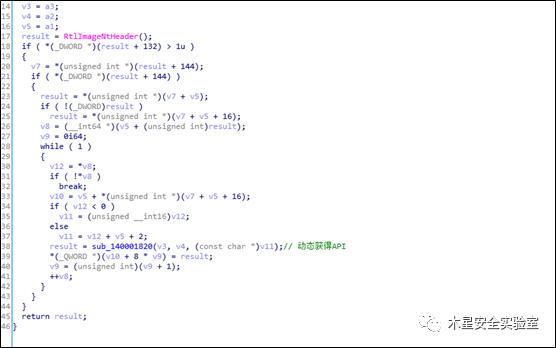 14 v3 = a3;
15 v4 = a2;
16 v5 = a1;
17 result = RtlImageNtHeader();
18 if ( *(_DWORD *)(result + 132) > 1u )
19 {
20 v7 = *(unsigned int *)(result + 144);
21 if ( *(_DWORD *)(result + 144) )
22 {
23 result = *(unsigned int *)(v7 + v5);
24 if ( !(_DWORD)result )
25 result = *(unsigned int *)(v7 + v5 + 16);
26 v8 = (__int64 *)(v5 + (unsigned int)result);
27 v9 = 0i64;
28 while ( 1 )
29 {
30 v12 = *v8;
31 if ( !*v8 )
32 break;
33 v10 = v5 + *(unsigned int *)(v7 + v5 + 16);
34 if ( v12 < 0 )
35 v11 = (unsigned __int16)v12;
36 else
37 v11 = v12 + v5 + 2;
38 result = sub_140001820(v3, v4, (const char *)v11);// 动态获得API
39 *(_QWORD *)(v10 + 8 * v9) = result;
40 v9 = (unsigned int)(v9 + 1);
41 ++v8;
42 }
43 }
44 }
45 return result;
46 }
木星安全实验室